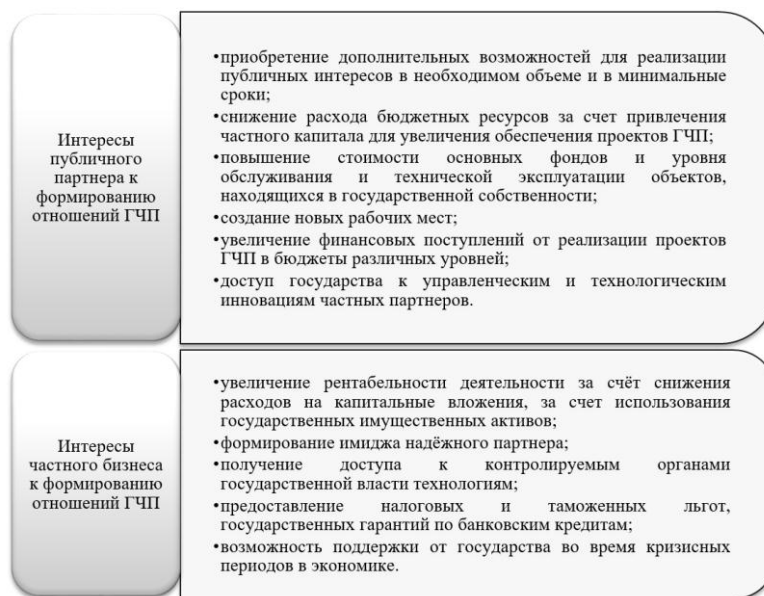 Интересы
публичного
партнера к
формированию
отношений ГЧП
•приобретение дополнительных возможностей для реализации
публичных интересов в необходимом объеме и в минимальные
сроки;
•снижение расхода бюджетных ресурсов за счет привлечения
частного капитала для увеличения обеспечения проектов ГЧП;
•повышение стоимости основных фондов и уровня
обслуживания и технической эксплуатации объектов,
находящихся в государственной собственности;
•создание новых рабочих мест;
•увеличение финансовых поступлений от реализации проектов
ГЧП в бюджеты различных уровней;
•доступ государства к управленческим и технологическим
инновациям частных партнеров.
Интересы
частного бизнеса
к формированию
отношений ГЧП
•увеличение рентабельности деятельности за счёт снижения
расходов на капитальные вложения, за счет использования
государственных имущественных активов;
•формирование имиджа надёжного партнера;
•получение доступа к контролируемым органами
государственной власти технологиям;
•предоставление налоговых и таможенных льгот,
государственных гарантий по банковским кредитам;
•возможность поддержки от государства во время кризисных
периодов в экономике.